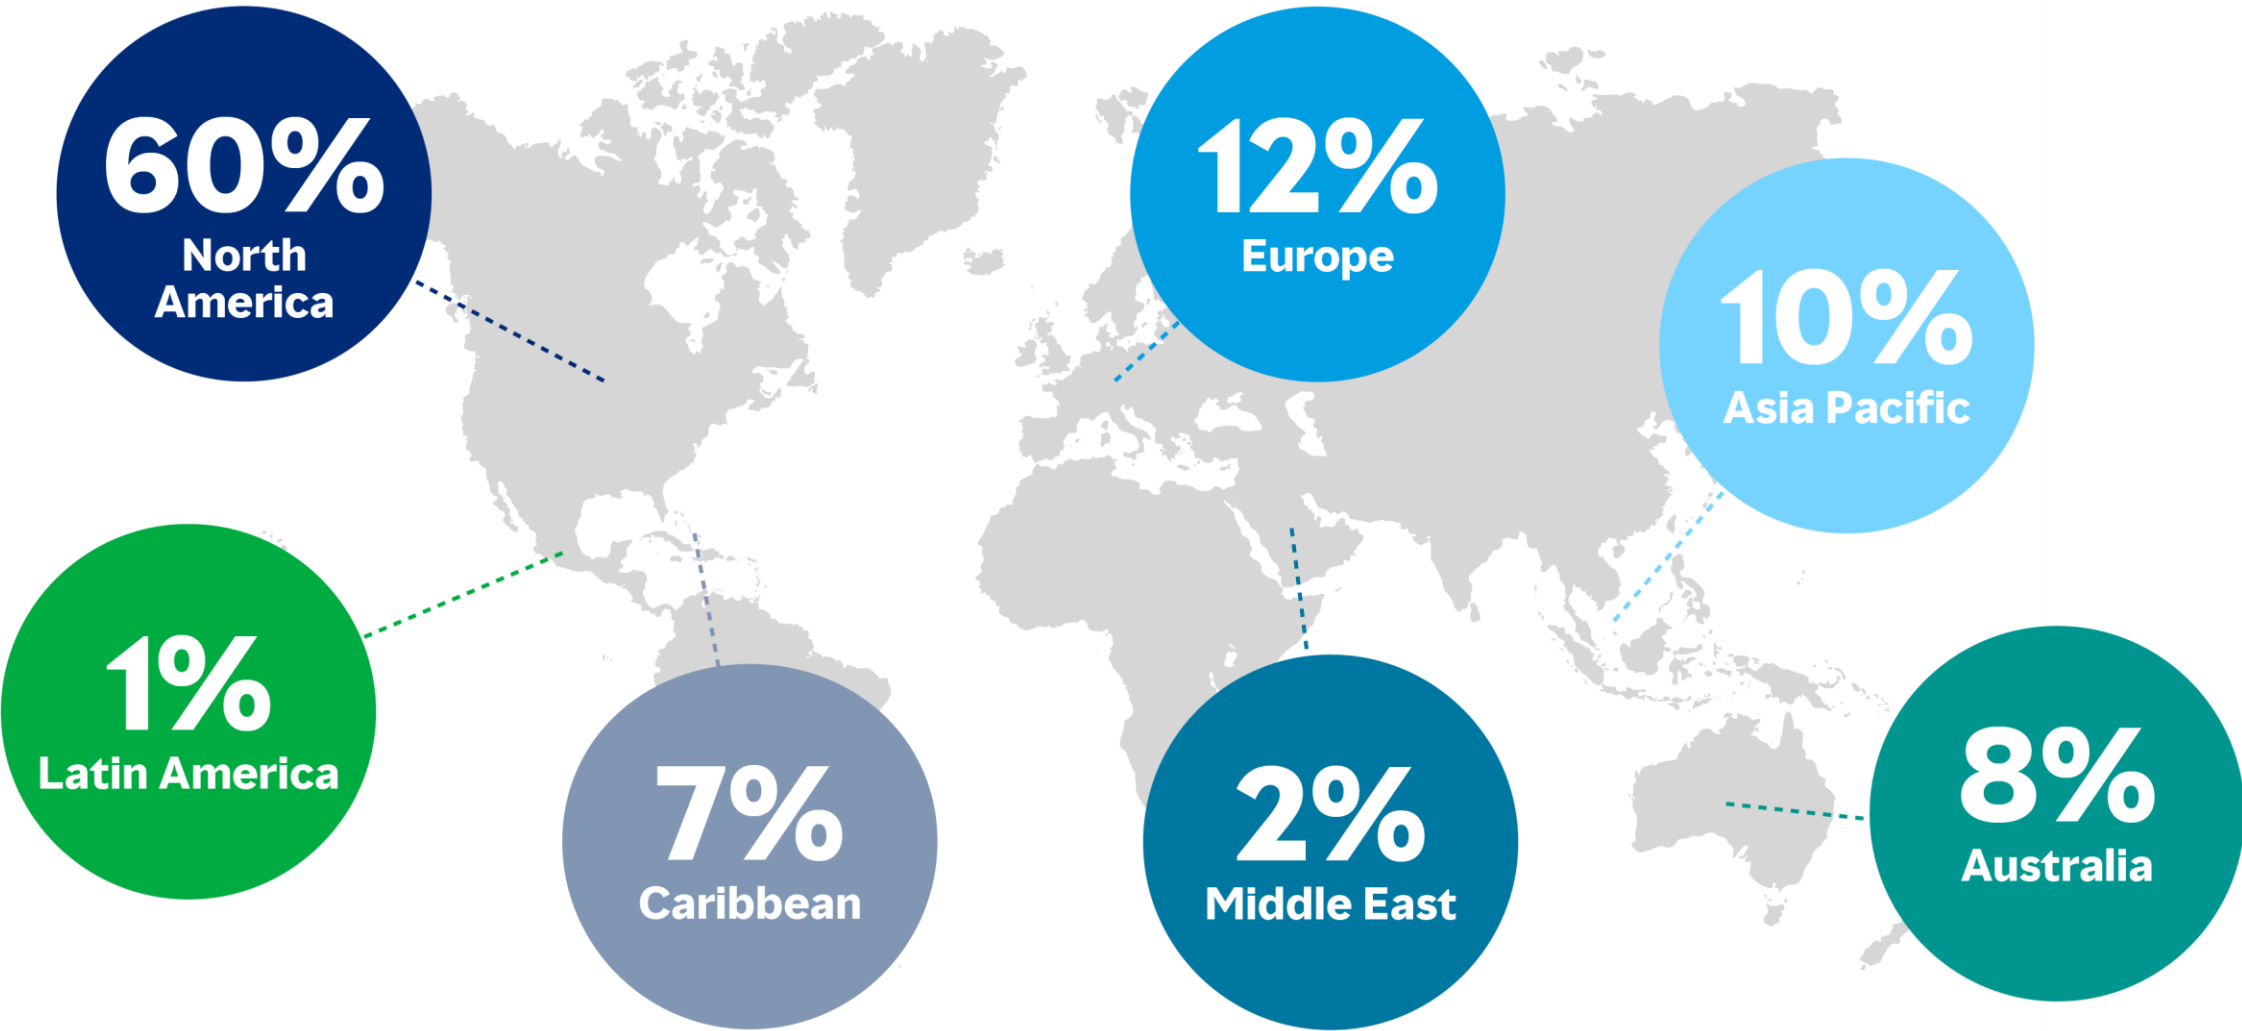 60%
North
America
12%
Europe
10%
Asia Pacific
1%
Latin America
7%
Caribbean
2%
Middle East
8%
Australia